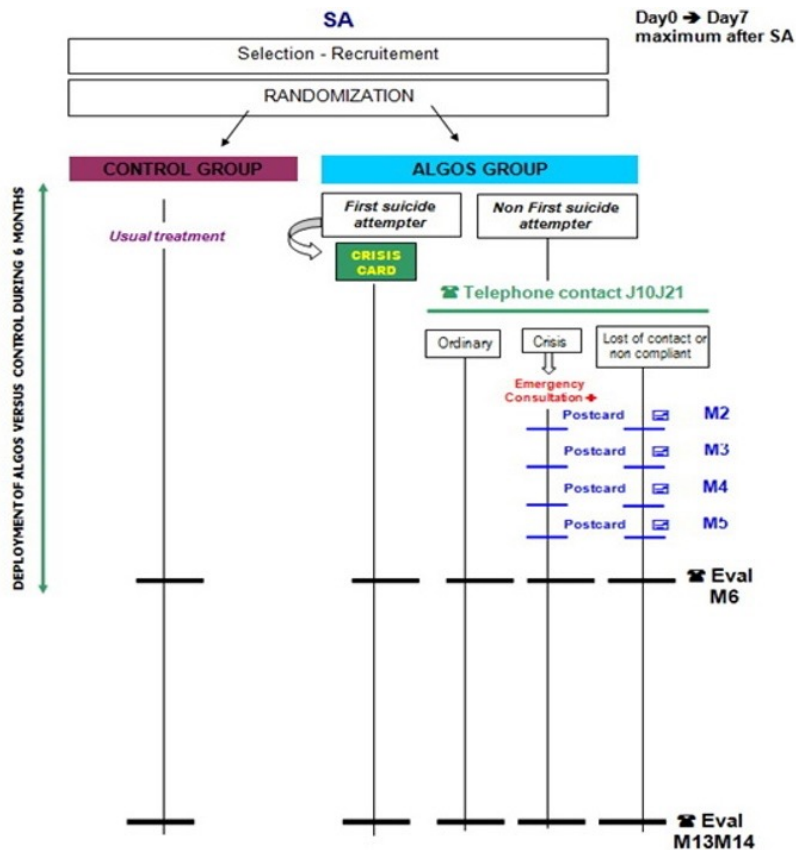 SA
Day0 ➔ Day7
maximum after SA
Selection - Recruitement
RANDOMIZATION
CONTROL GROUP
ALGOS GROUP
DEPLOYMENT OF ALGOS VERSUS CONTROL DURING 6 MONTHS
Usual treatment
First suicide
attempter
Non First suicide
attempter
CRISIS
CARD
☎ Telephone contact J10J21
Ordinary
Crisis
Lost of contact or
non compliant
Emergency
Consultation ✚
Postcard M2
Postcard M3
Postcard M4
Postcard M5
☎ Eval
M6
☎ Eval
M13M14